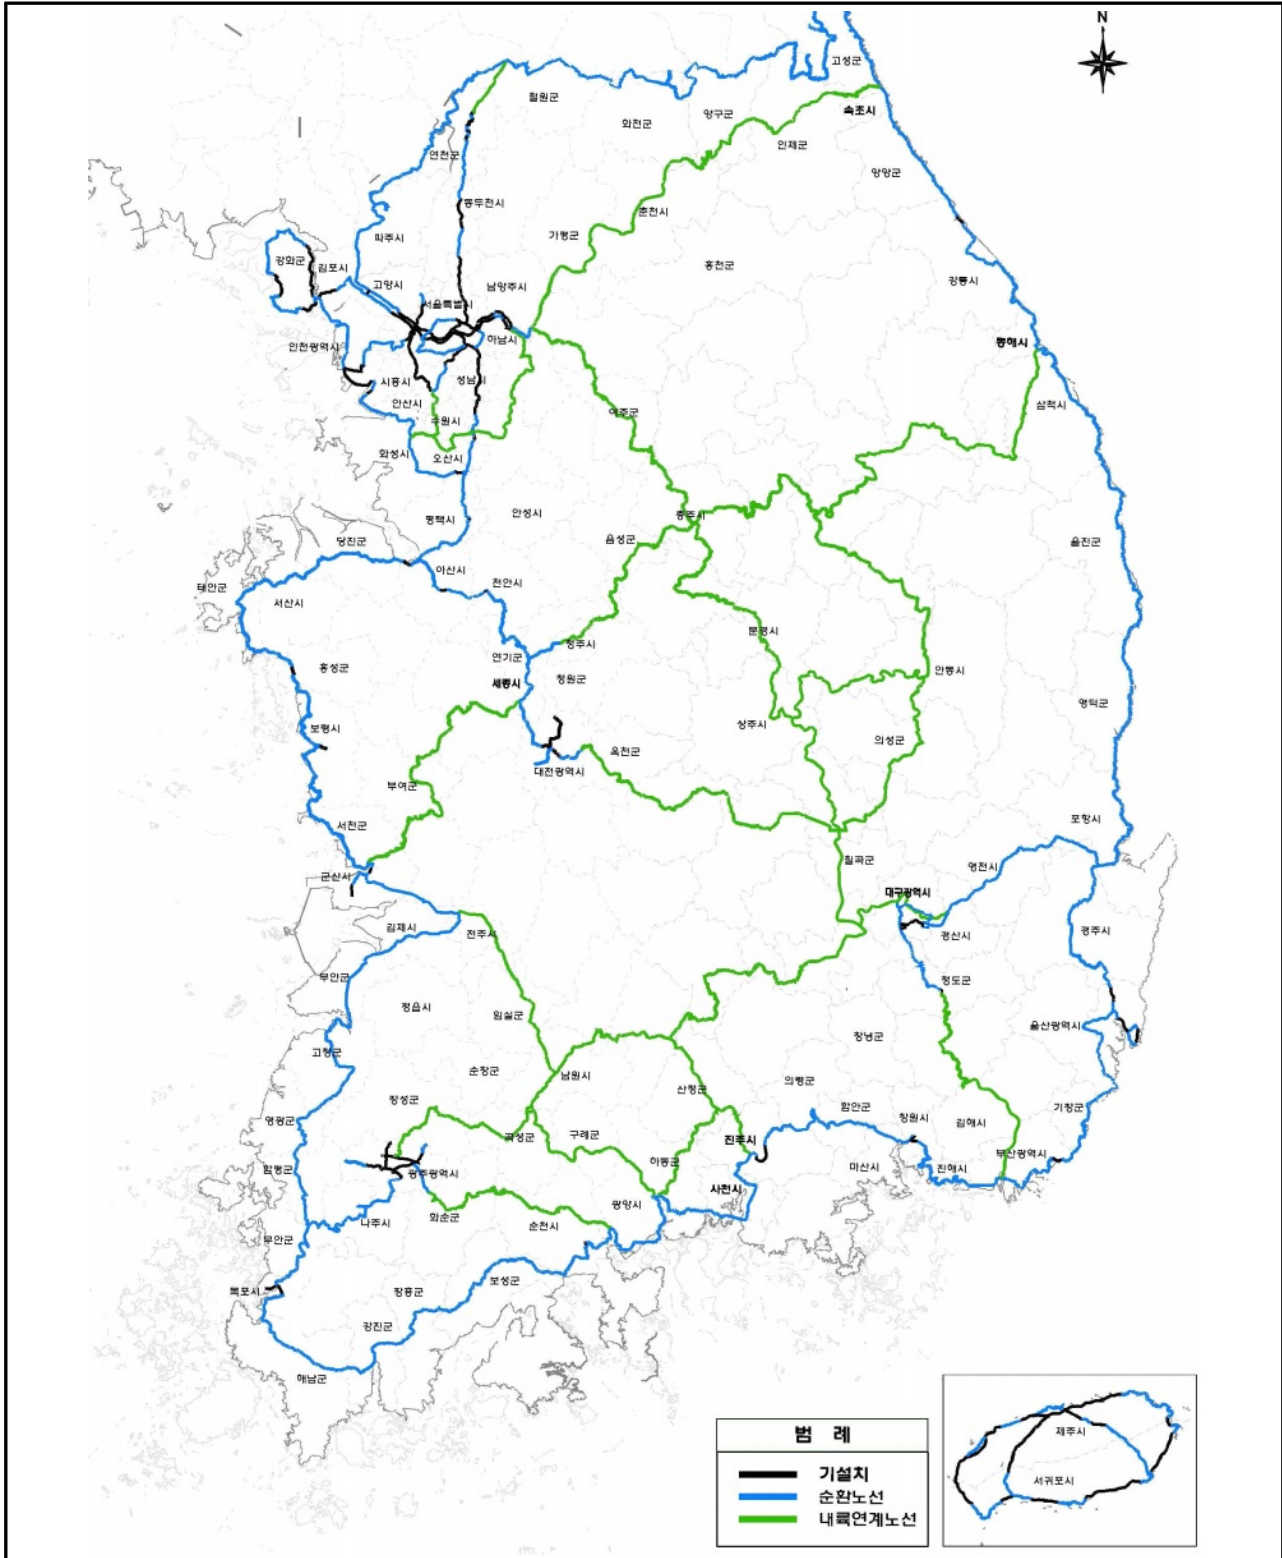 N
고성군
철원군
양구군
속초시
화천군
인제군
연천군
양양군
동두천시
춘천시
파주시
가평군
강화군
김포시
홍천군
고양시
남양주시
강릉시
서울특별시
하남시
인천광역시
동해시
시흥시
성남시
안산시
삼척시
여주군
수원시
화성시
오산시
안성시
충주시
평택시
음성군
당진군
울진군
아산시
천안시
태안군
서산시
문경시
청주시
연기군
홍성군
안동시
청원군
세종시
영덕군
보령시
상주시
의성군
옥천군
대전광역시
부여군
서천군
포항시
칠곡군
영천시
군산시
대구광역시
김제시
전주시
경산시
경주시
부안군
청도군
정읍시
임실군
울산광역시
창녕군
고창군
순창군
남원시
의령군
산청군
장성군
함안군
기장군
영광군
창원시
김해시
곡성군
구례군
진주시
부산광역시
하동군
함평군
광주광역시
마산시
진해시
사천시
광양시
나주시
화순군
순천시
무안군
보성군
목포시
장흥군
강진군
해남군
제주시
서귀포시
범 례
기설치
순환노선
내륙연계노선